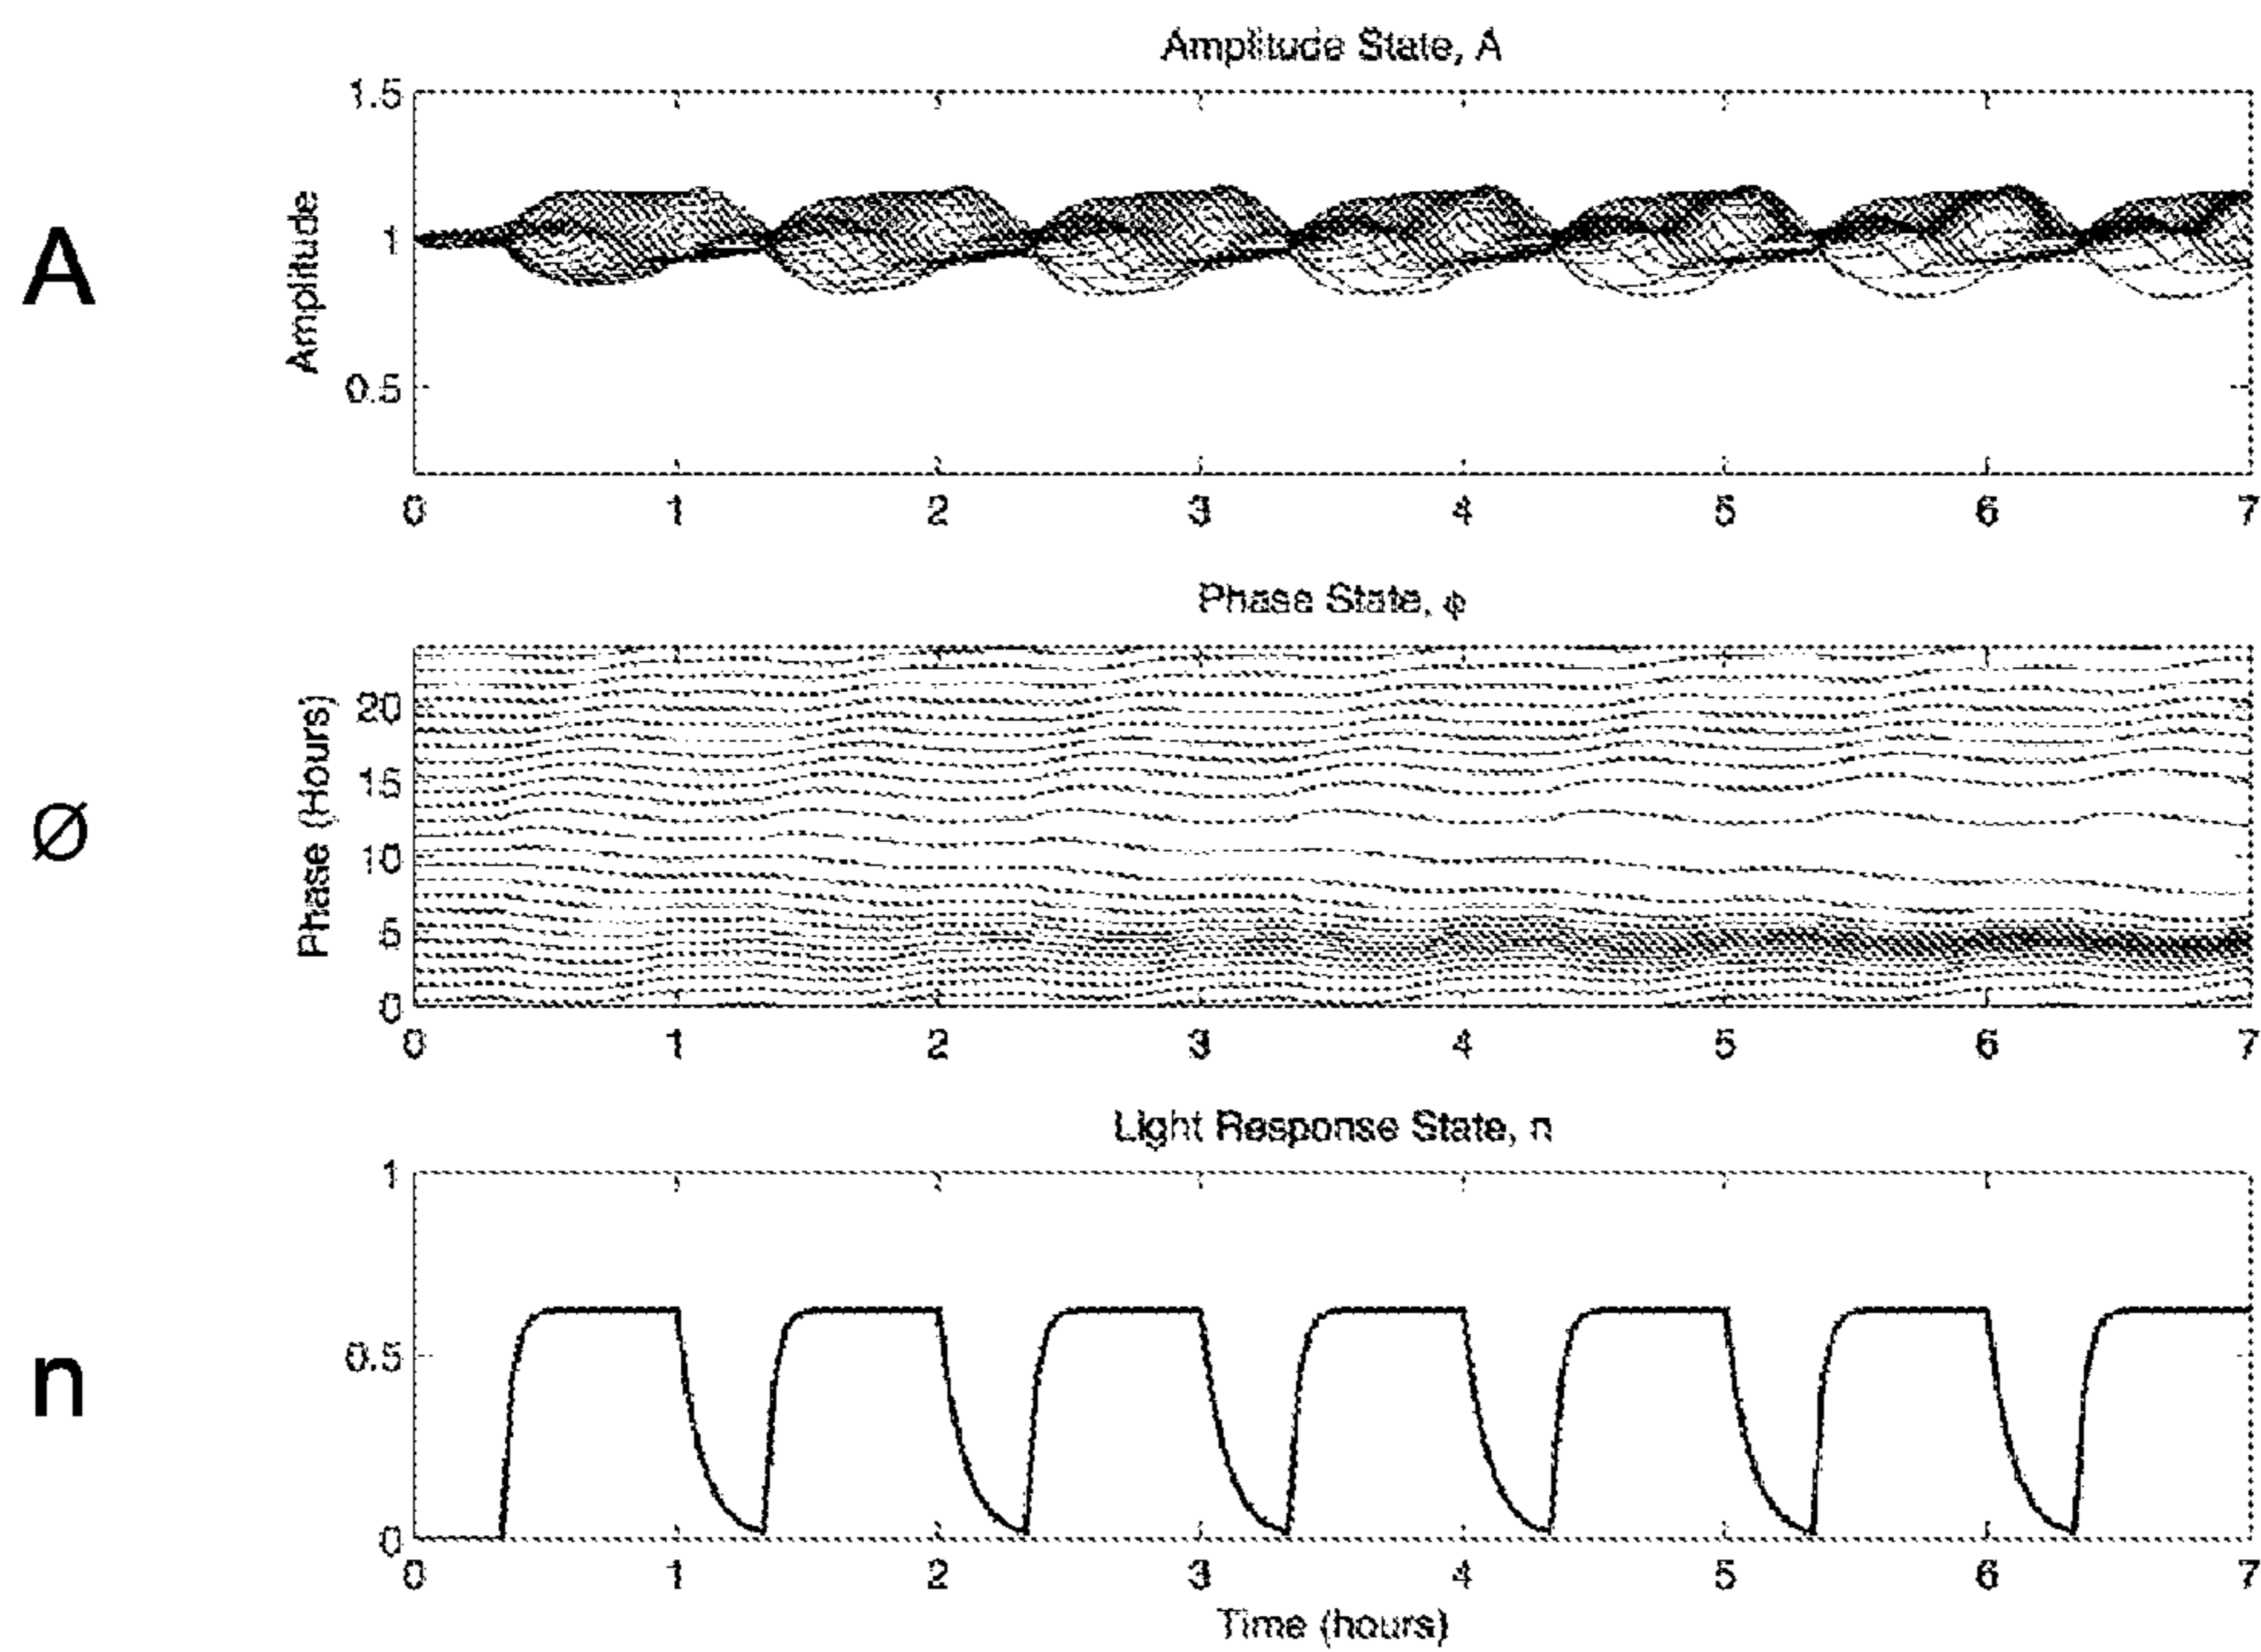 Amplitude State, A
A
Amplitude
1.5
1
0.5
0 1 2 3 4 5 6 7
Phase State, φ
Ø
Phase (Hours)
20
15
10
5
0
0 1 2 3 4 5 6 7
Light Response State, n
n
1
0.5
0
0 1 2 3 4 5 6 7
Time (hours)